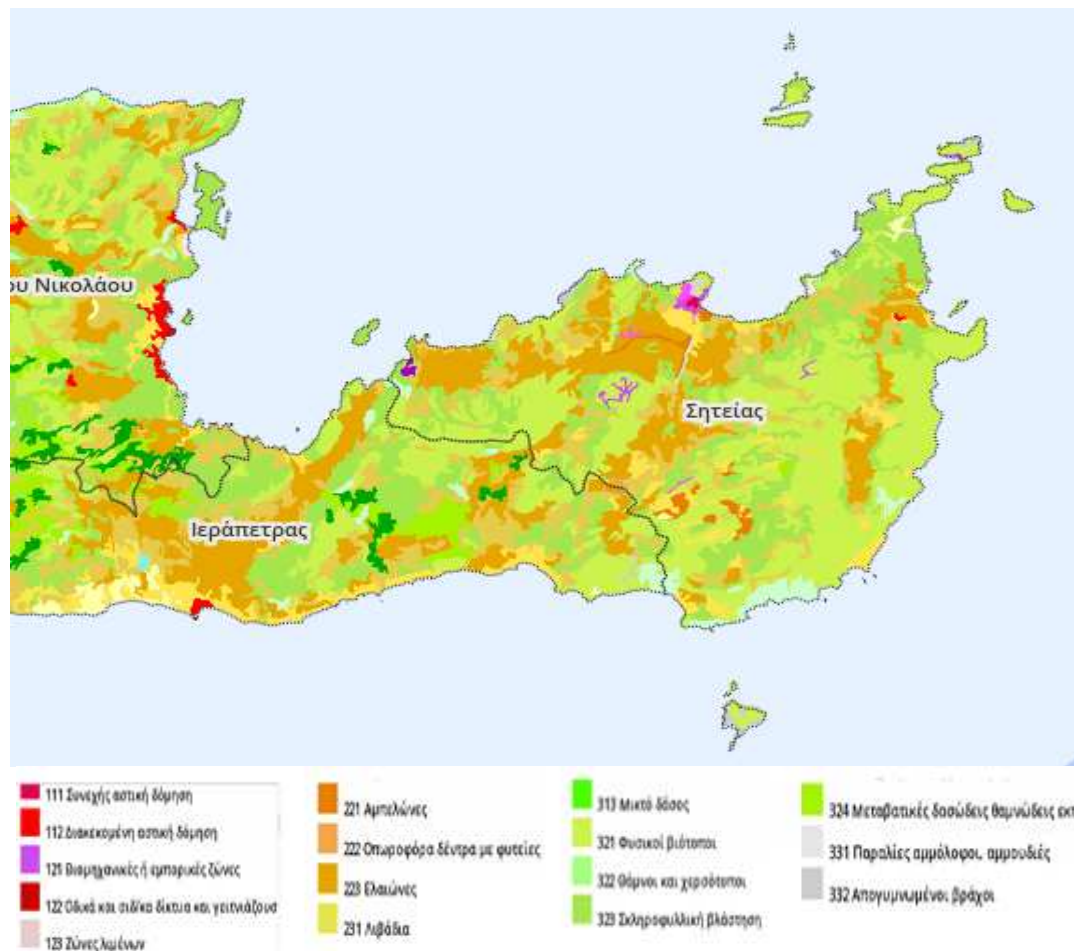 ου Νικολάου
Σητείας
Ιεράπετρας
111 Συνεχής αστική δόμηση
112 Διακεκομένη αστική δόμηση
121 Βιομηχανικές ή εμπορικές ζώνες
122 Οδικά και σιδ/κα δίκτυα και γειτνιάζουσ
123 Ζώνες λιμένων
221 Αμπελώνες
222 Οπωροφόρα δέντρα με φυτείες
223 Ελαιώνες
231 Λιβάδια
313 Μικτό δάσος
321 Φυσικοί βιότοποι
322 Θάμνοι και χερσότοποι
323 Σκληροφυλλική βλάστηση
324 Μεταβατικές δασώδεις θαμνώδεις εκτ
331 Παραλίες αμμόλοφοι, αμμουδιές
332 Απογυμνωμένοι βράχοι